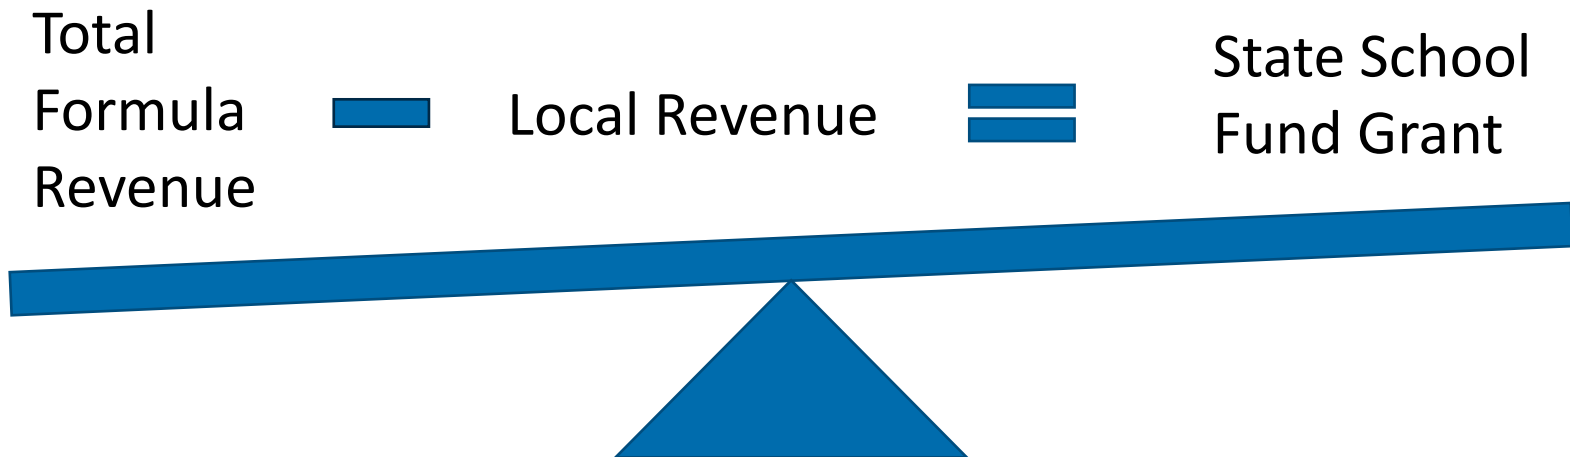 Total
Formula
Revenue
Local Revenue
State School
Fund Grant